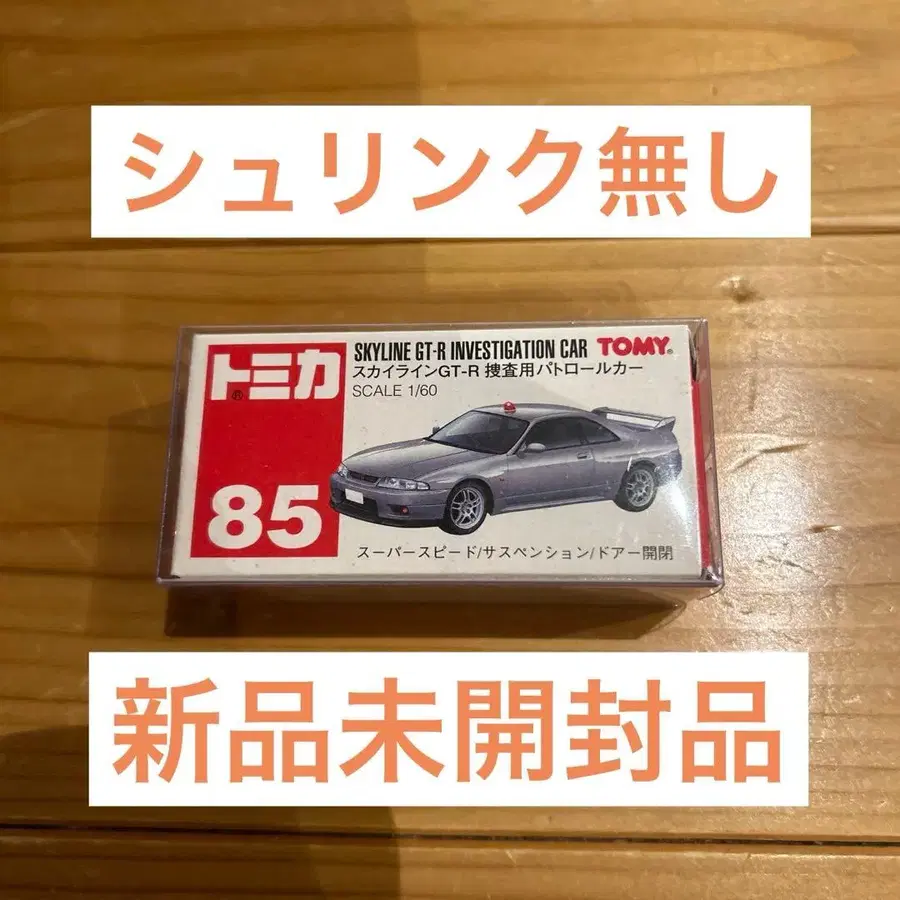 シュリンク無し
トミカ
SKYLINE GT-R INVESTIGATION CAR TOMY®
スカイラインGT-R 捜査用パトロールカー
SCALE 1/60
85
スーパースピード/サスペンション/ドアー開閉
新品未開封品